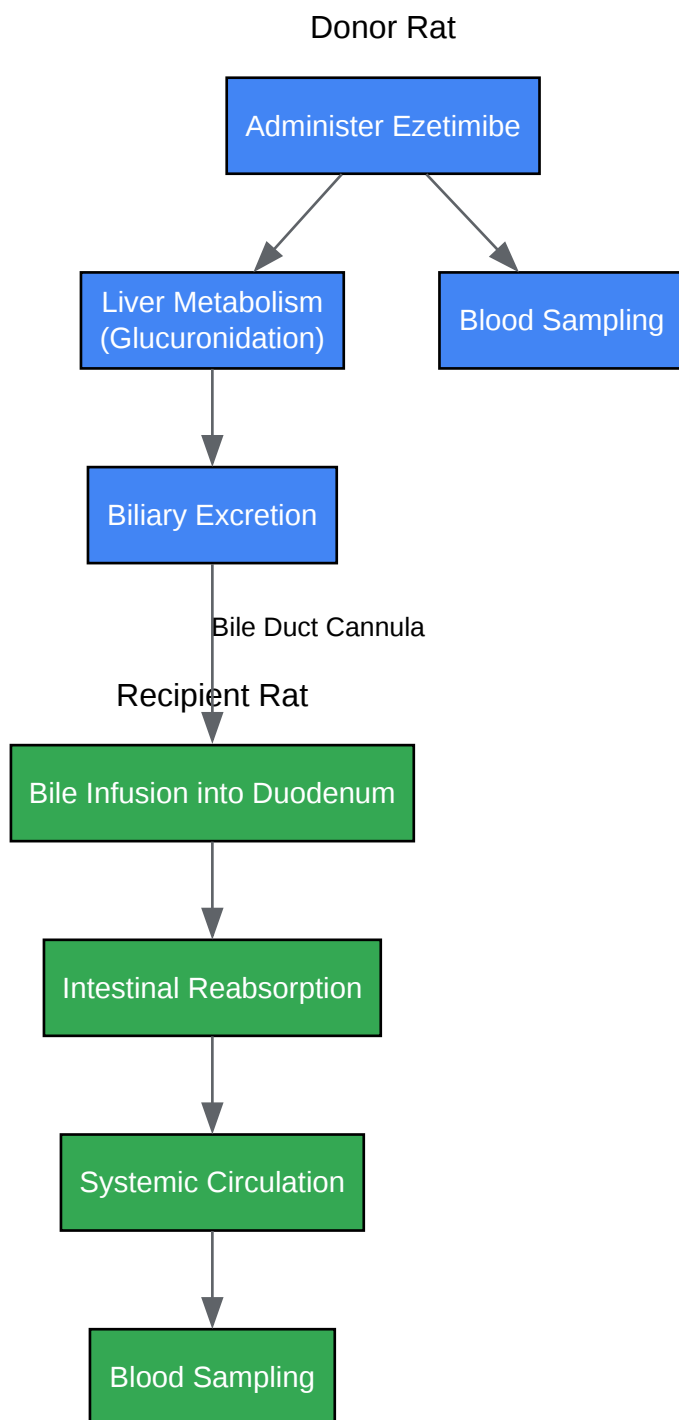 Donor Rat
Administer Ezetimibe
Liver Metabolism
(Glucuronidation)
Blood Sampling
Biliary Excretion
Bile Duct Cannula
Recipient Rat
Bile Infusion into Duodenum
Intestinal Reabsorption
Systemic Circulation
Blood Sampling